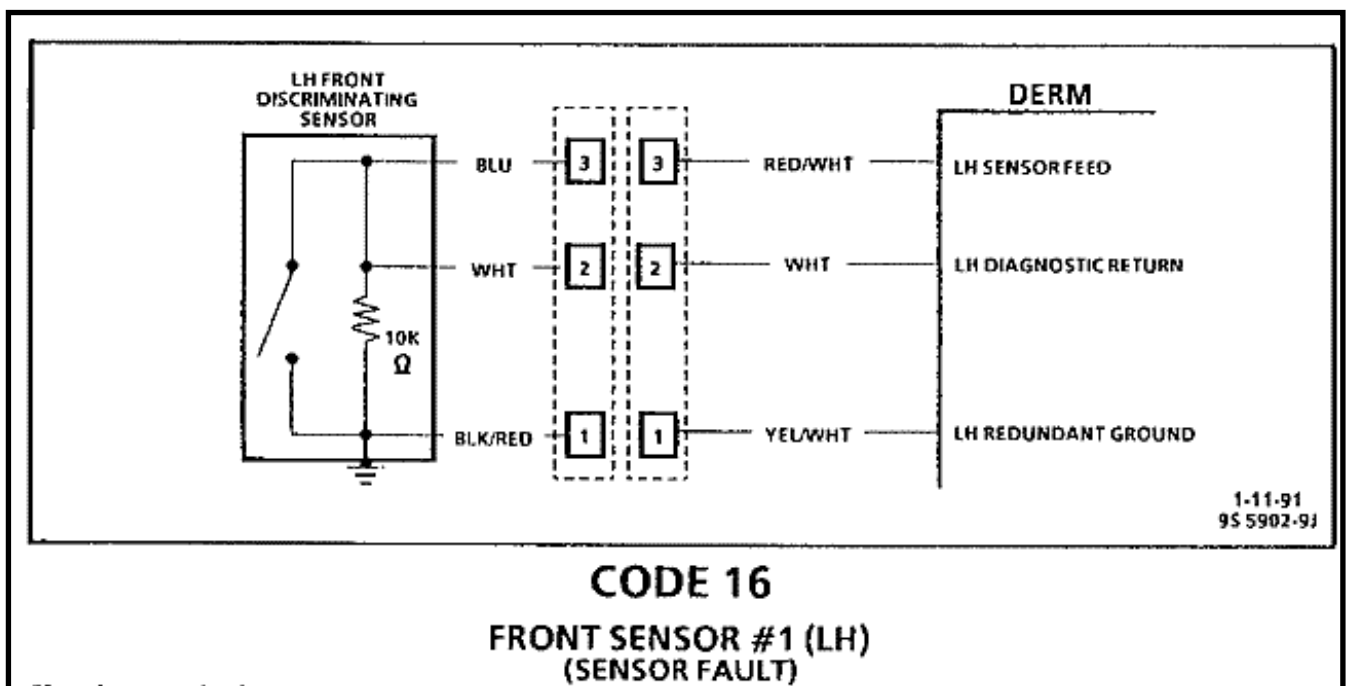 LH FRONT
DISCRIMINATING
SENSOR
DERM
BLU 3 3 RED/WHT LH SENSOR FEED
WHT 2 2 WHT LH DIAGNOSTIC RETURN
10K
Ω
BLK/RED 1 1 YEL/WHT LH REDUNDANT GROUND
1-11-91
9S 5902-9J
CODE 16
FRONT SENSOR #1 (LH)
(SENSOR FAULT)